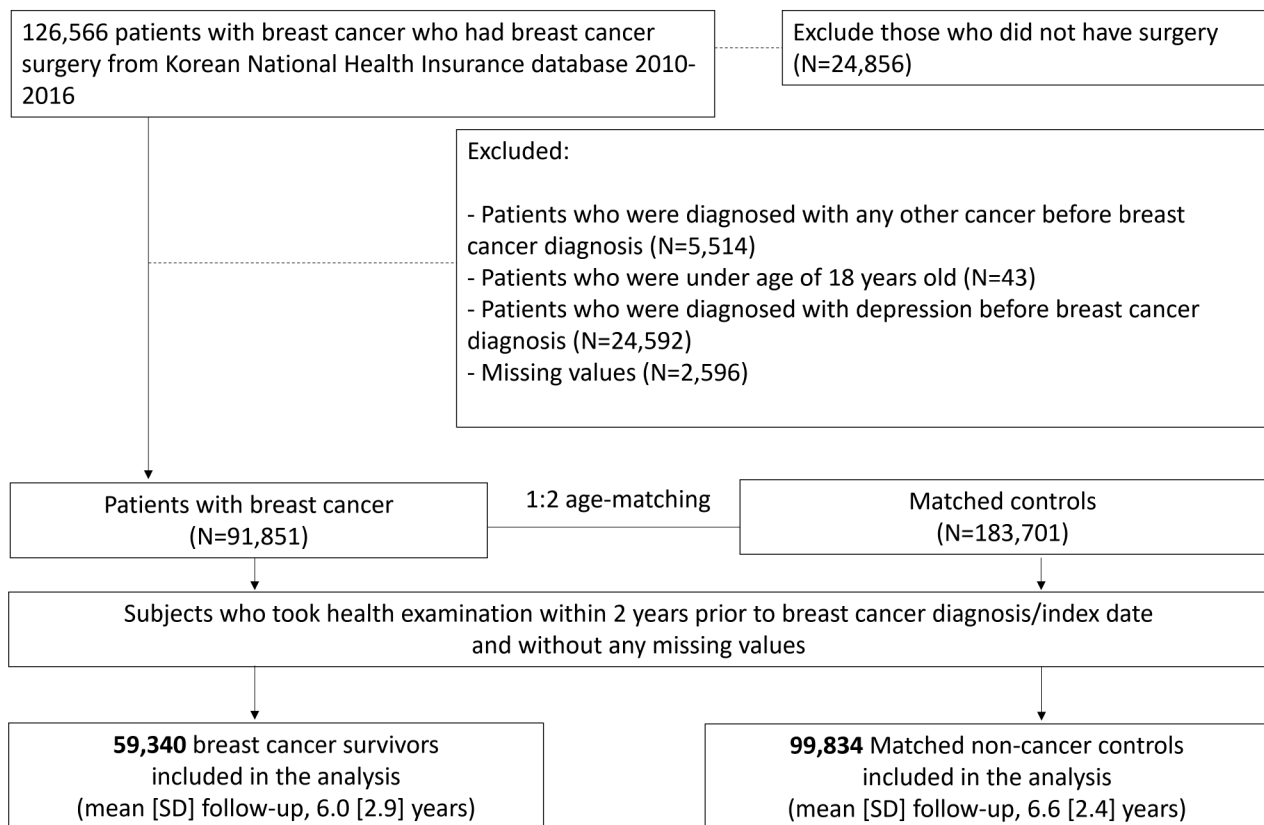 126,566 patients with breast cancer who had breast cancer
surgery from Korean National Health Insurance database 2010-
2016
Exclude those who did not have surgery
(N=24,856)
Excluded:
- Patients who were diagnosed with any other cancer before breast
cancer diagnosis (N=5,514)
- Patients who were under age of 18 years old (N=43)
- Patients who were diagnosed with depression before breast cancer
diagnosis (N=24,592)
- Missing values (N=2,596)
Patients with breast cancer
(N=91,851)
1:2 age-matching
Matched controls
(N=183,701)
Subjects who took health examination within 2 years prior to breast cancer diagnosis/index date
and without any missing values
59,340 breast cancer survivors
included in the analysis
(mean [SD] follow-up, 6.0 [2.9] years)
99,834 Matched non-cancer controls
included in the analysis
(mean [SD] follow-up, 6.6 [2.4] years)